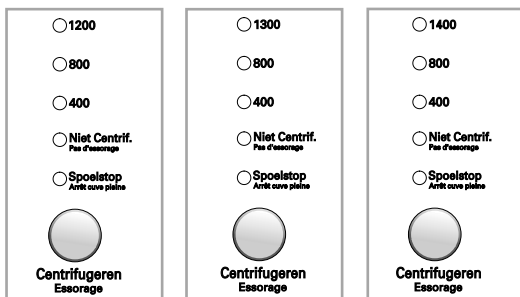 1200
800
400
Niet Centrif.
Pas d'essorage
Spoelstop
Arrêt cuve pleine
Centrifugeren
Essorage
1300
800
400
Niet Centrif.
Pas d'essorage
Spoelstop
Arrêt cuve pleine
Centrifugeren
Essorage
1400
800
400
Niet Centrif.
Pas d'essorage
Spoelstop
Arrêt cuve pleine
Centrifugeren
Essorage